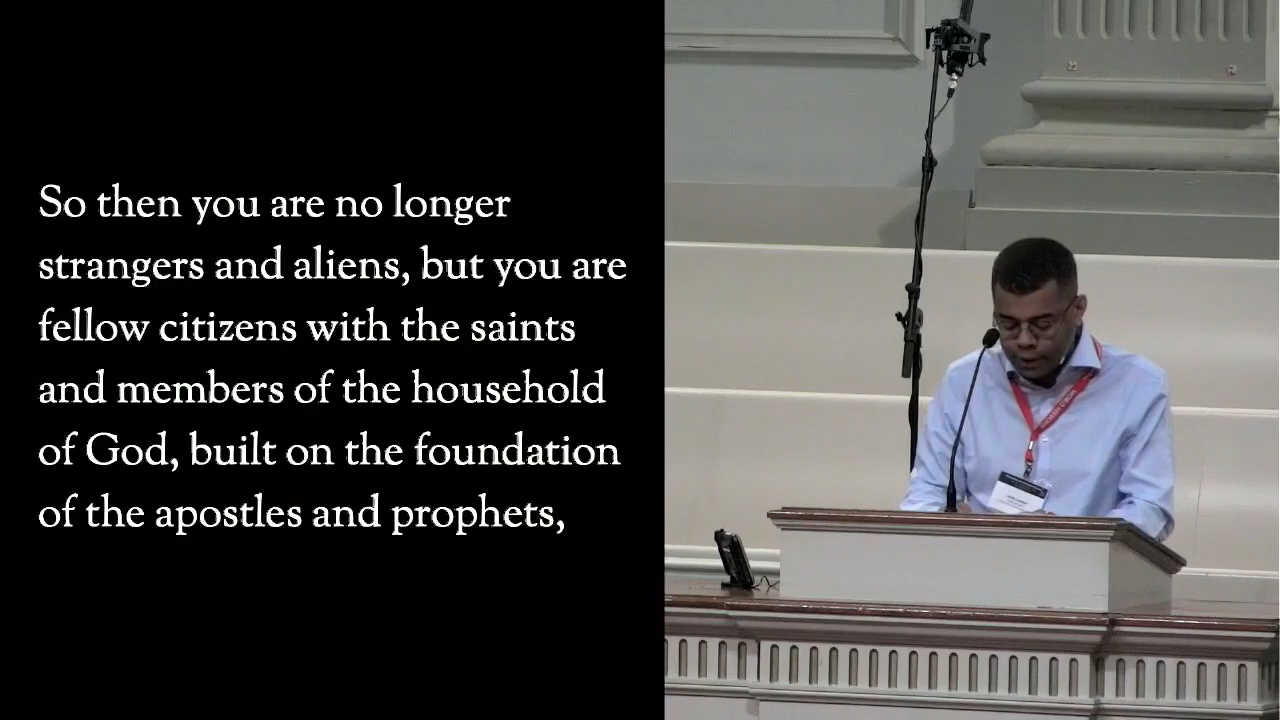 So then you are no longer
strangers and aliens, but you are
fellow citizens with the saints
and members of the household
of God, built on the foundation
of the apostles and prophets,